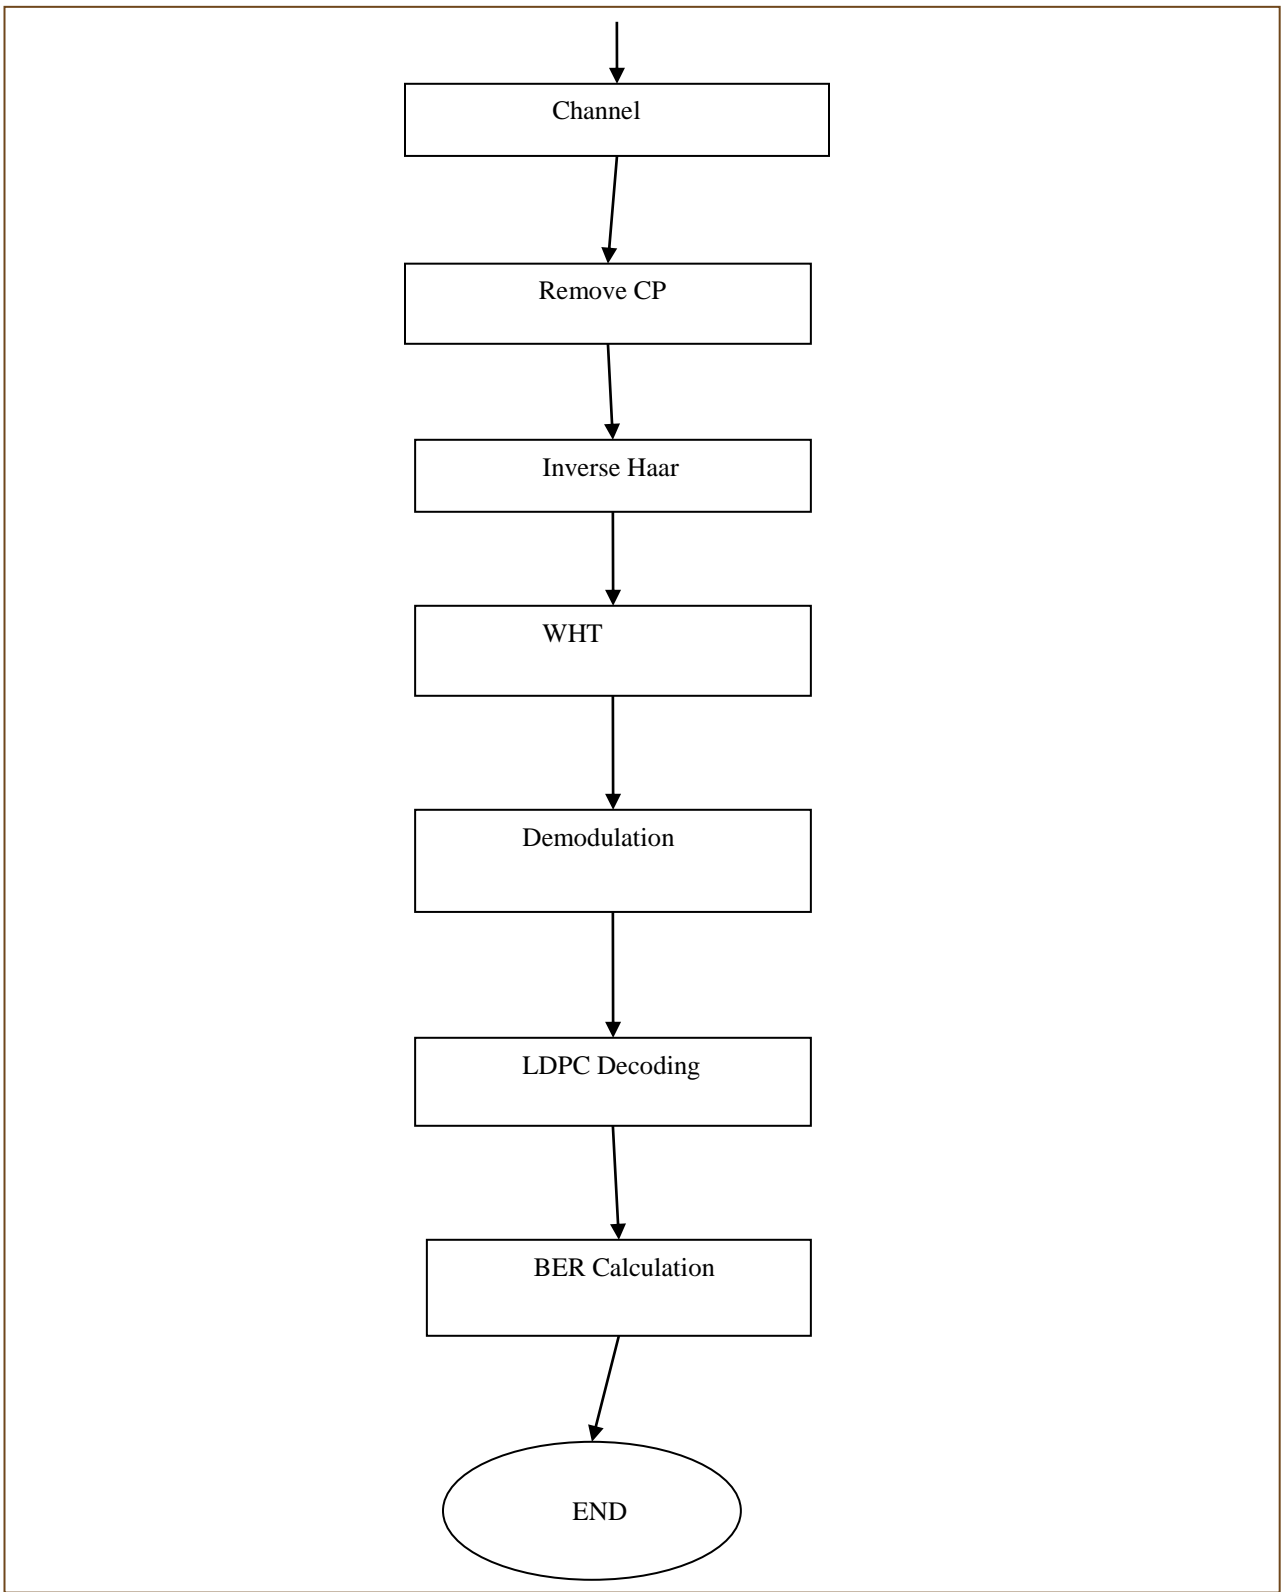 Channel
Remove CP
Inverse Haar
WHT
Demodulation
LDPC Decoding
BER Calculation
END